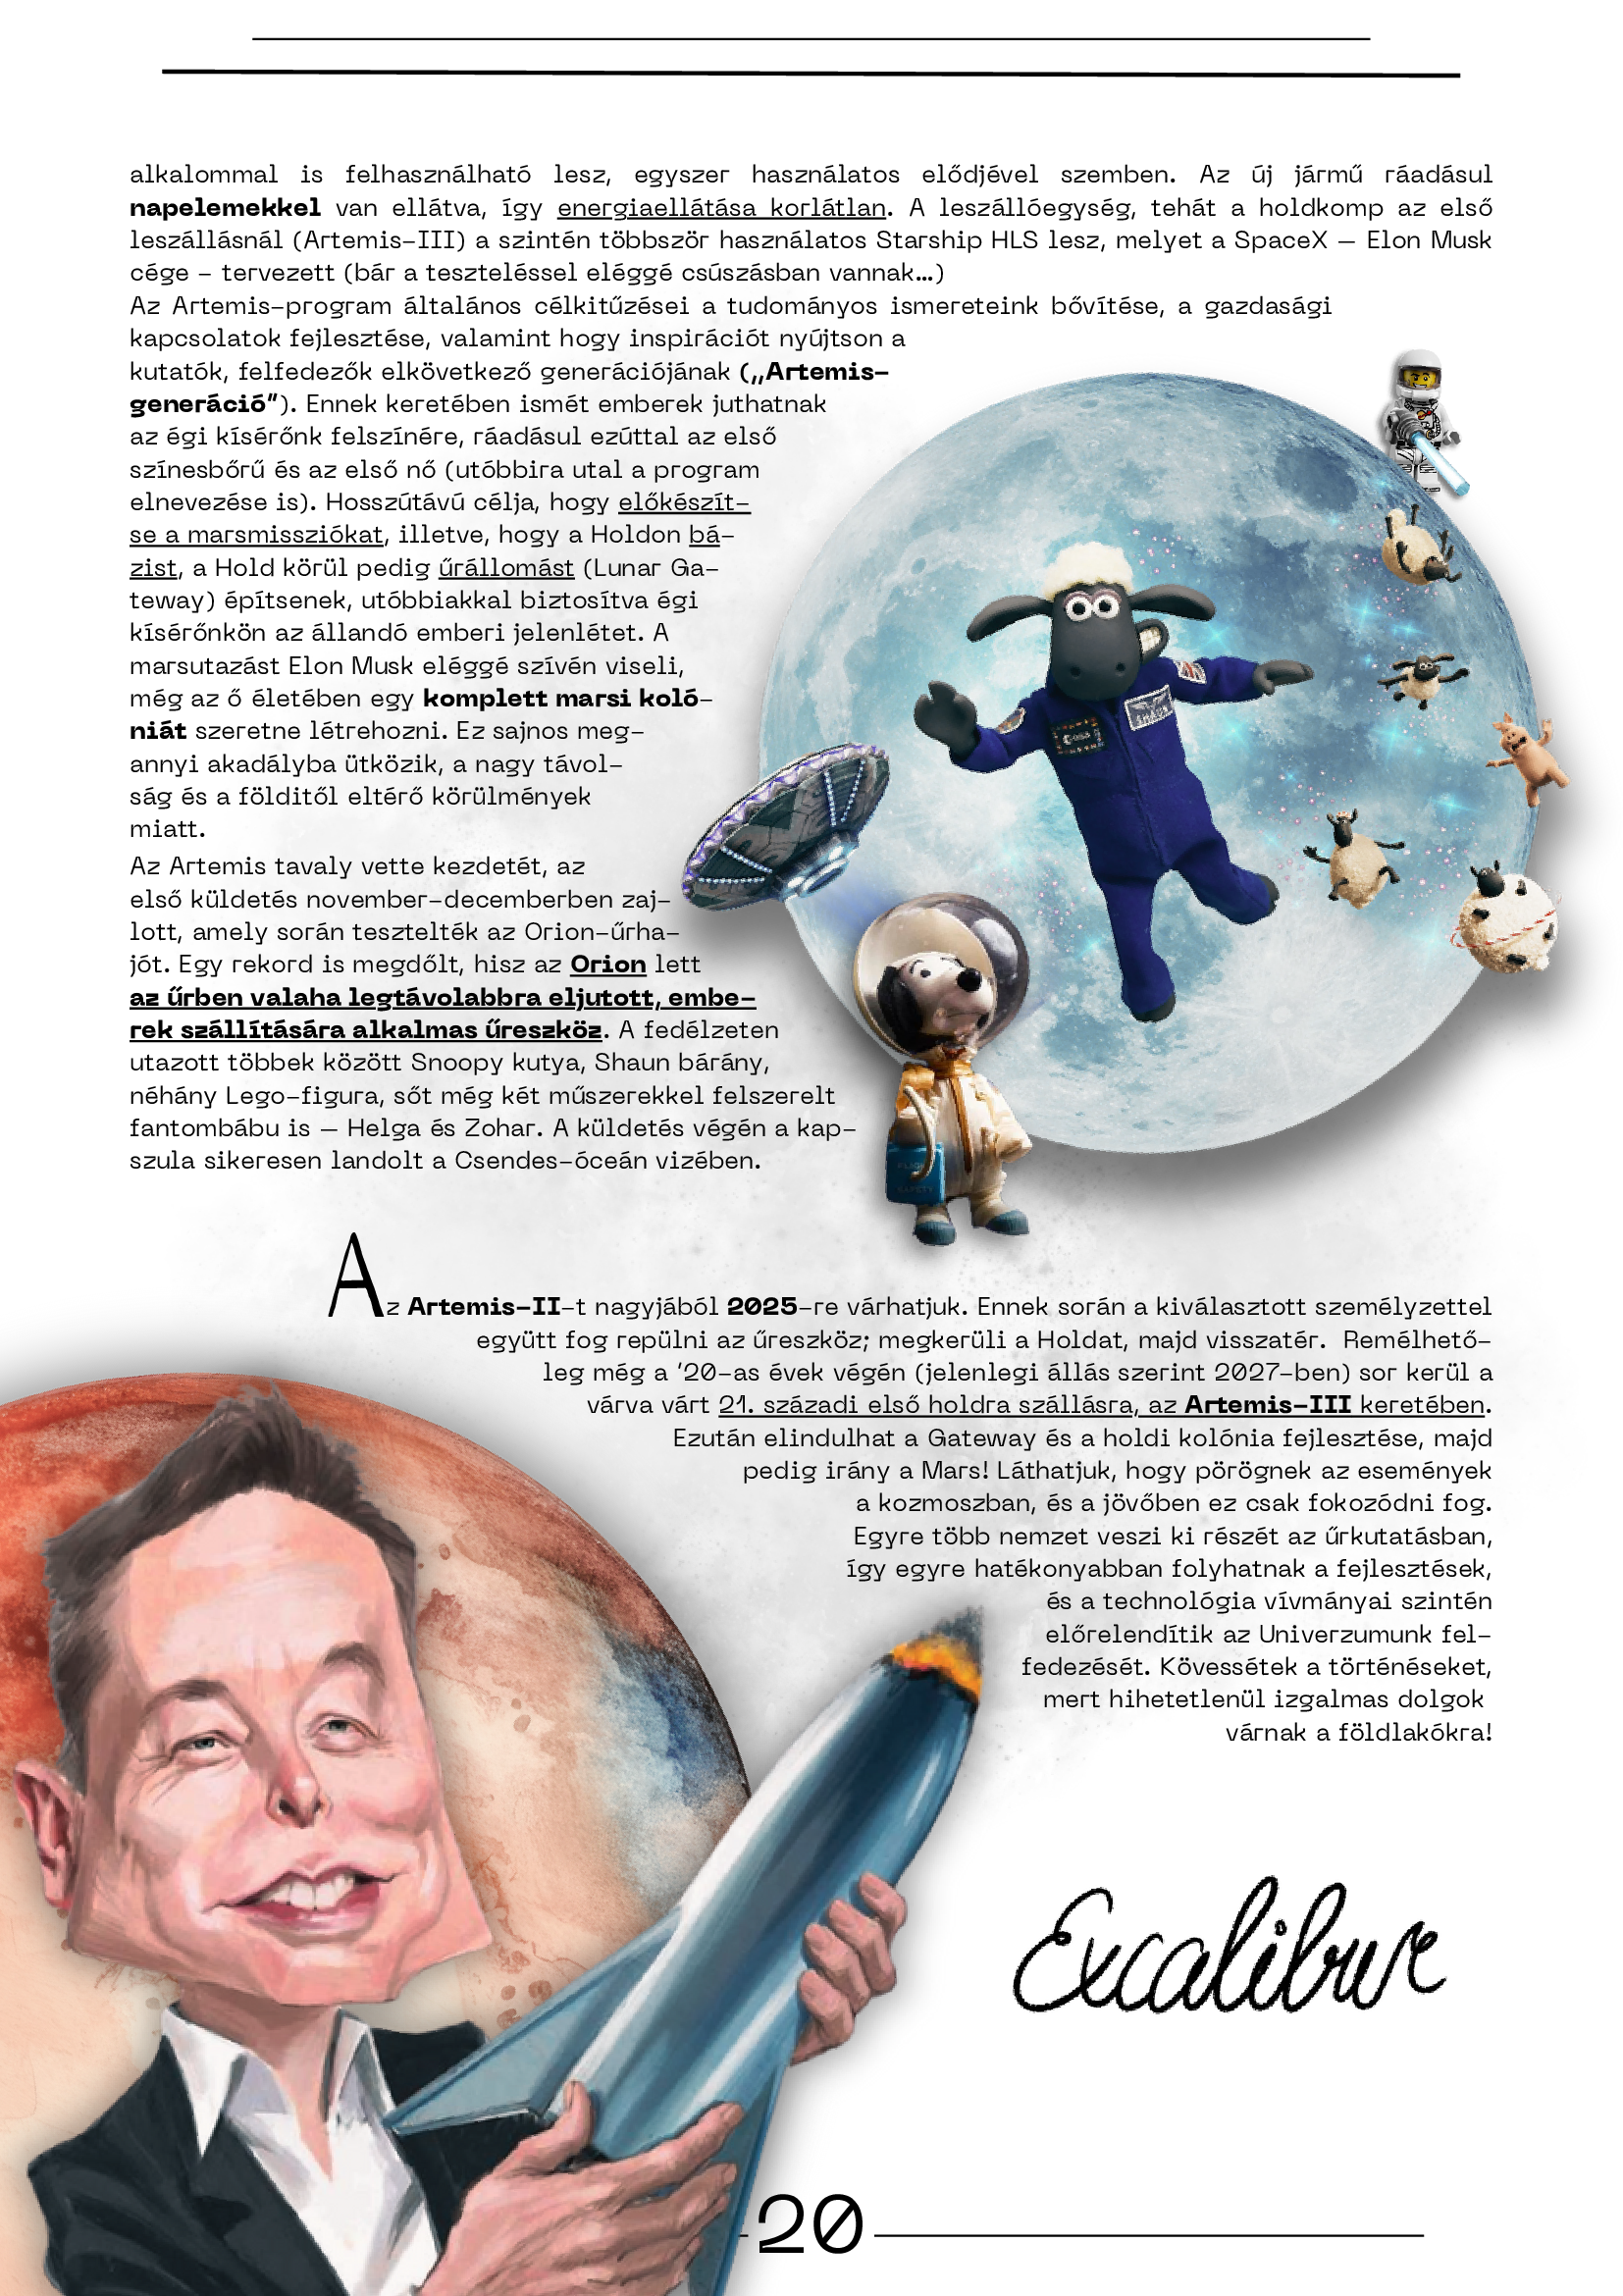 alkalommal is felhasználható lesz, egyszer használatos elődjével szemben. Az új jármű ráadásul
napelemekkel van ellátva, így energiaellátása korlátlan. A leszállóegység, tehát a holdkomp az első
leszállásnál (Artemis-III) a szintén többször használatos Starship HLS lesz, melyet a SpaceX – Elon Musk
cége - tervezett (bár a teszteléssel eléggé csúszásban vannak...)
Az Artemis-program általános célkitűzései a tudományos ismereteink bővítése, a gazdasági
kapcsolatok fejlesztése, valamint hogy inspirációt nyújtson a
kutatók, felfedezők elkövetkező generációjának (,,Artemis-
generáció”). Ennek keretében ismét emberek juthatnak
az égi kísérőnk felszínére, ráadásul ezúttal az első
színesbőrű és az első nő (utóbbira utal a program
elnevezése is). Hosszútávú célja, hogy előkészít-
se a marsmissziókat, illetve, hogy a Holdon bá-
zist, a Hold körül pedig űrállomást (Lunar Ga-
teway) építsenek, utóbbiakkal biztosítva égi
kísérőnkön az állandó emberi jelenlétet. A
marsutazást Elon Musk eléggé szívén viseli,
még az ő életében egy komplett marsi koló-
niát szeretne létrehozni. Ez sajnos meg-
annyi akadályba ütközik, a nagy távol-
ság és a földitől eltérő körülmények
miatt.
Az Artemis tavaly vette kezdetét, az
első küldetés november-decemberben zaj-
lott, amely során tesztelték az Orion-űrha-
jót. Egy rekord is megdőlt, hisz az Orion lett
az űrben valaha legtávolabbra eljutott, embe-
rek szállítására alkalmas űreszköz. A fedélzeten
utazott többek között Snoopy kutya, Shaun bárány,
néhány Lego-figura, sőt még két műszerekkel felszerelt
fantombábu is – Helga és Zohar. A küldetés végén a kap-
szula sikeresen landolt a Csendes-óceán vizében.
esa
SHAUN
FLIGHT
SAFETY
Az Artemis-II-t nagyjából 2025-re várhatjuk. Ennek során a kiválasztott személyzettel
együtt fog repülni az űreszköz; megkerüli a Holdat, majd visszatér. Remélhető-
leg még a ’20-as évek végén (jelenlegi állás szerint 2027-ben) sor kerül a
várva várt 21. századi első holdra szállásra, az Artemis-III keretében.
Ezután elindulhat a Gateway és a holdi kolónia fejlesztése, majd
pedig irány a Mars! Láthatjuk, hogy pörögnek az események
a kozmoszban, és a jövőben ez csak fokozódni fog.
Egyre több nemzet veszi ki részét az űrkutatásban,
így egyre hatékonyabban folyhatnak a fejlesztések,
és a technológia vívmányai szintén
előrelendítik az Univerzumunk fel-
fedezését. Kövessétek a történéseket,
mert hihetetlenül izgalmas dolgok
várnak a földlakókra!
Excalibur
20